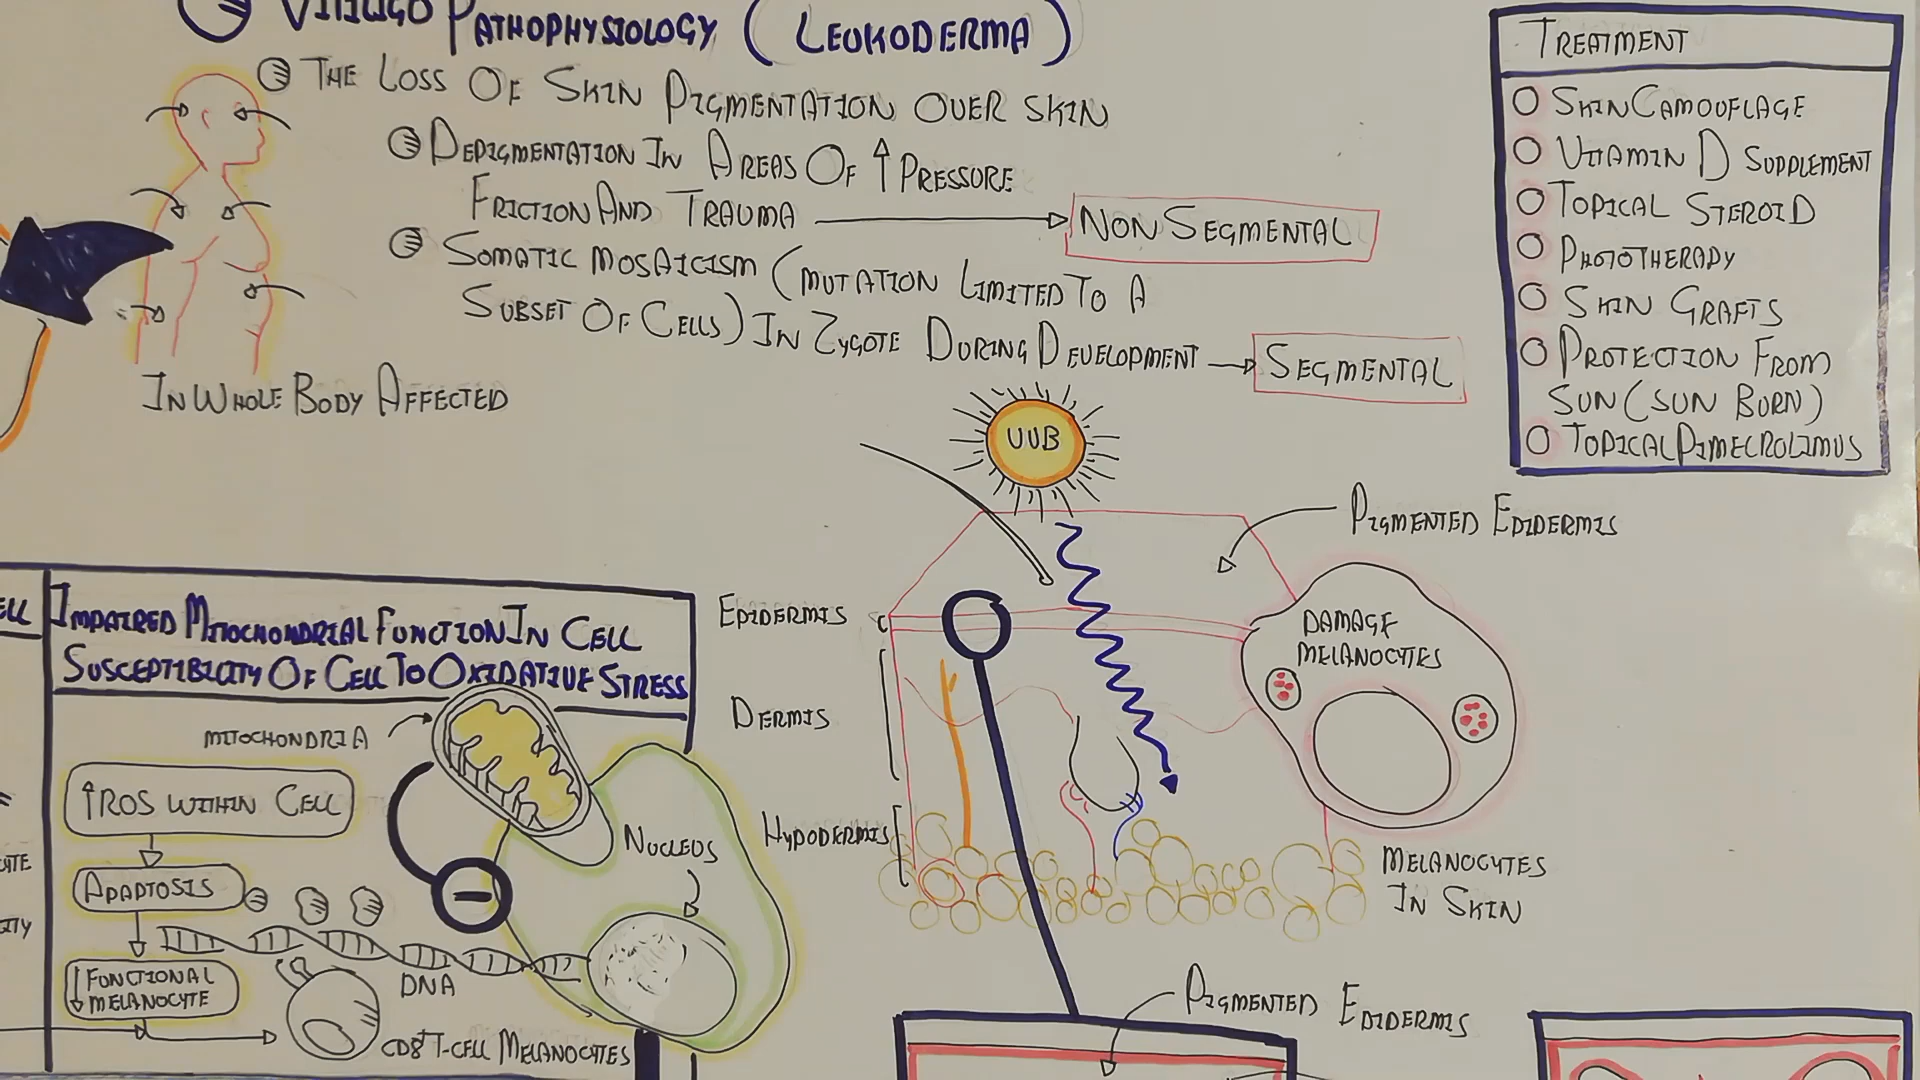 VITILIGO PATHOPHYSIOLOGY (LEUKODERMA)
THE LOSS OF SKIN PIGMENTATION OVER SKIN
DEPIGMENTATION IN AREAS OF ↑ PRESSURE
FRICTION AND TRAUMA → NON SEGMENTAL
SOMATIC MOSAICISM (MUTATION LIMITED TO A
SUBSET OF CELLS) IN ZYGOTE DURING DEVELOPMENT → SEGMENTAL
IN WHOLE BODY AFFECTED
TREATMENT
SKIN CAMOUFLAGE
VITAMIN D SUPPLEMENT
TOPICAL STEROID
PHOTOTHERAPY
SKIN GRAFTS
PROTECTION FROM
SUN (SUN BURN)
TOPICAL PIMECROLIMUS
UVB
PIGMENTED EPIDERMIS
EPIDERMIS
DERMIS
HYPODERMIS
DAMAGE
MELANOCYTES
MELANOCYTES
IN SKIN
PIGMENTED EPIDERMIS
IMPAIRED MITOCHONDRIAL FUNCTION IN CELL
SUSCEPTIBILITY OF CELL TO OXIDATIVE STRESS
MITOCHONDRIA
↑ROS WITHIN CELL
APAPTOSIS
↓FUNCTIONAL
MELANOCYTE
NUCLEUS
DNA
CD8+ T-CELL MELANOCYTES